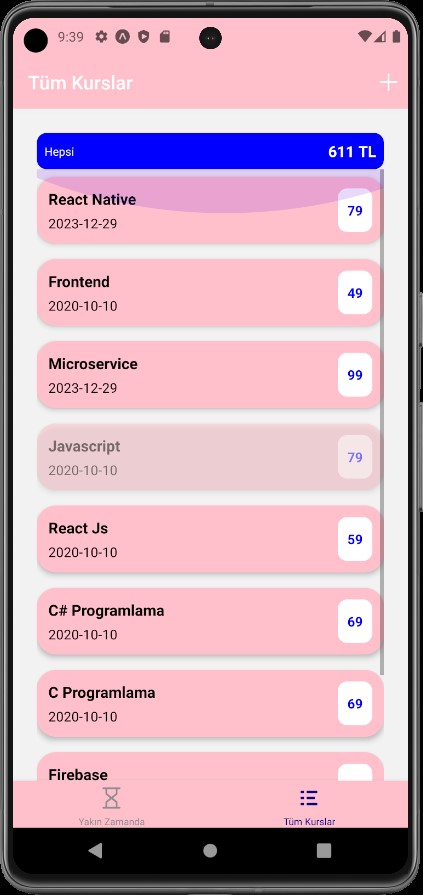 9:39
Tüm Kurslar
Hepsi
611 TL
React Native
79
2023-12-29
Frontend
49
2020-10-10
Microservice
99
2023-12-29
Javascript
79
2020-10-10
React Js
59
2020-10-10
C# Programlama
69
2020-10-10
C Programlama
69
2020-10-10
Firebase
Yakın Zamanda
Tüm Kurslar